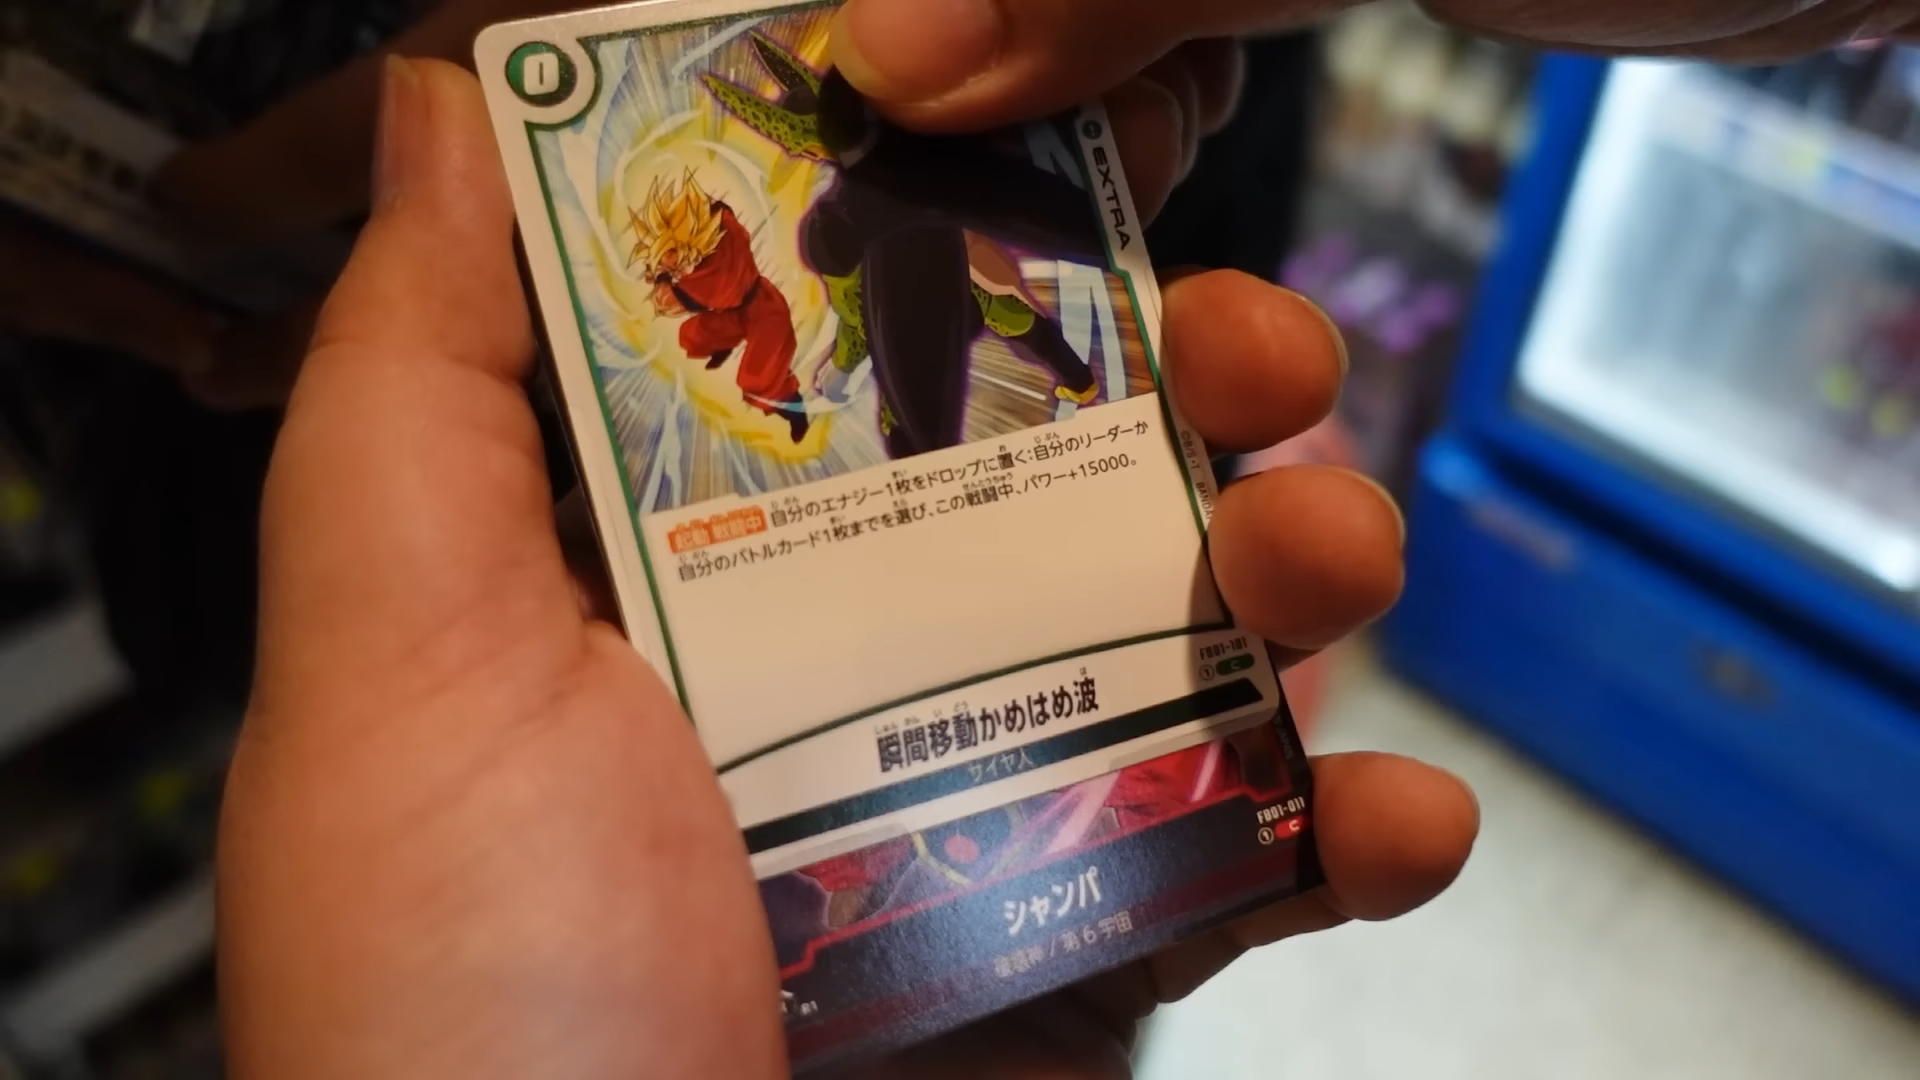 0
EXTRA
起動 戦闘中 自分のエナジー1枚をドロップに置く:自分のリーダーか
自分のバトルカード1枚までを選び、この戦闘中、パワー+15000。
©B/S・T BANDAI
FB01-101
① C
瞬間移動かめはめ波
サイヤ人
FB01-011
① C
シャンパ
破壊神 / 第6宇宙